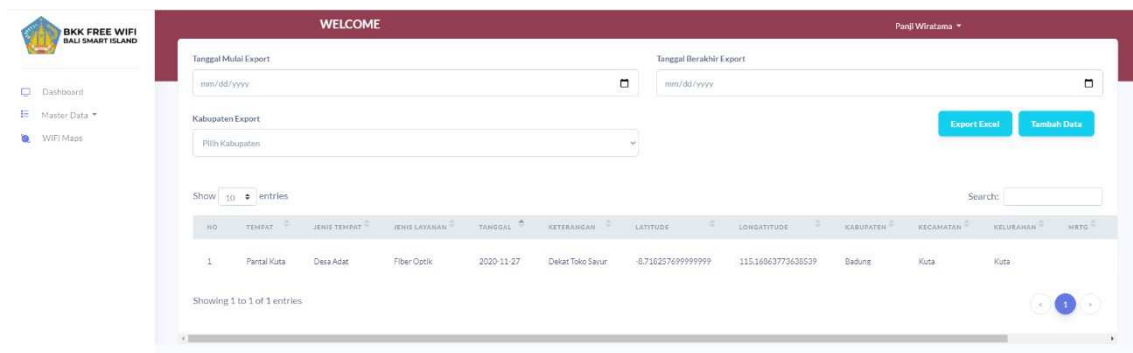 BKK FREE WIFI
BALI SMART ISLAND
WELCOME
Panji Wiratama
Dashboard
Master Data
WIFI Maps
Tanggal Mulai Export
Tanggal Berakhir Export
mm/dd/yyyy
mm/dd/yyyy
Kabupaten Export
Pilih Kabupaten
Export Excel
Tambah Data
Show 10 entries
Search:
NO TEMPAT JENIS TEMPAT JENIS LAYANAN TANGGAL KETERANGAN LATITUDE LONGATITUDE KABUPATEN KECAMATAN KELURAHAN MRTG
1 Pantai Kuta Desa Adat Fiber Optik 2020-11-27 Dekat Toko Sayur -8.718257699999999 115.16863773638539 Badung Kuta Kuta
Showing 1 to 1 of 1 entries
1